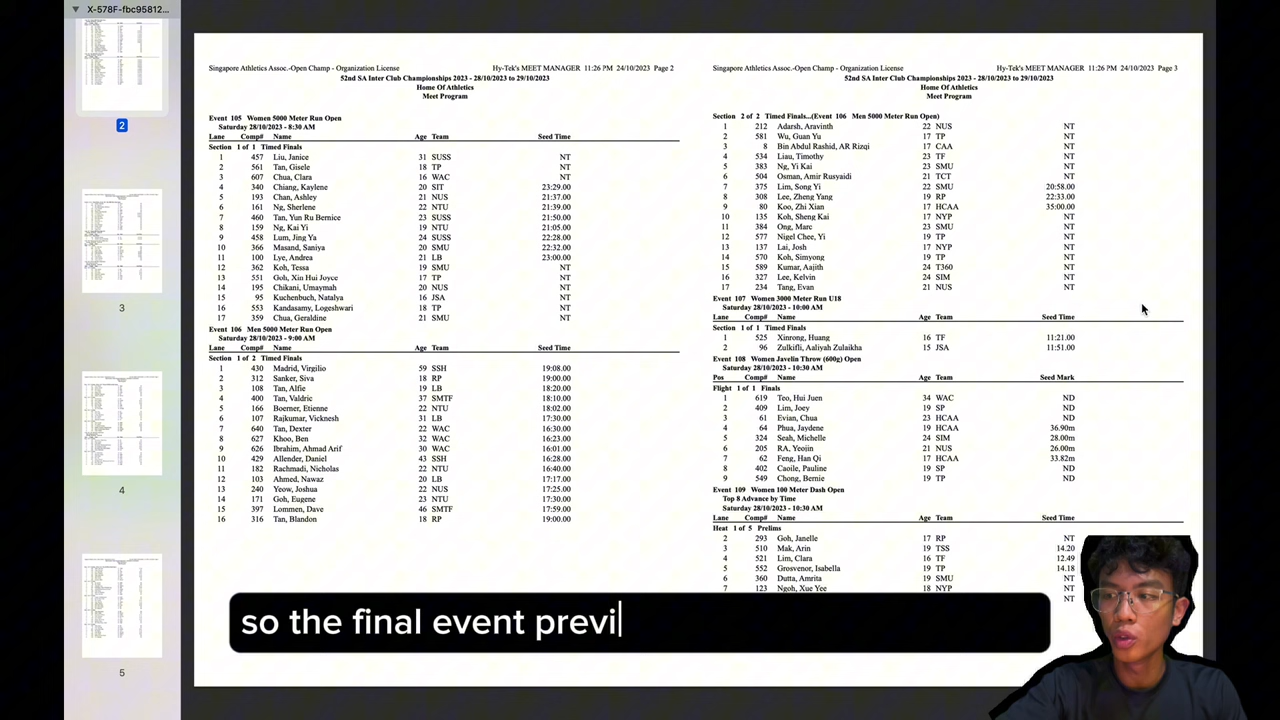 X-578F-fbc95812...
2
3
4
5
Singapore Athletics Assoc.-Open Champ - Organization License Hy-Tek's MEET MANAGER 11:26 PM 24/10/2023 Page 2
52nd SA Inter Club Championships 2023 - 28/10/2023 to 29/10/2023
Home Of Athletics
Meet Program
Event 105 Women 5000 Meter Run Open
Saturday 28/10/2023 - 8:30 AM
Lane Comp# Name Age Team Seed Time
Section 1 of 1 Timed Finals
1 457 Liu, Janice 31 SUSS NT
2 561 Tan, Gisele 18 TP NT
3 607 Chua, Clara 16 WAC NT
4 340 Chiang, Kaylene 20 SIT 23:29.00
5 193 Chan, Ashley 21 NUS 21:37.00
6 161 Ng, Sherlene 22 NTU 21:39.00
7 460 Tan, Yun Ru Bernice 23 SUSS 21:50.00
8 159 Ng, Kai Yi 19 NTU 21:05.00
9 458 Lum, Jing Ya 24 SUSS 22:28.00
10 366 Masand, Saniya 20 SMU 22:32.00
11 100 Lye, Andrea 21 LB 23:00.00
12 362 Koh, Tessa 19 SMU NT
13 551 Goh, Xin Hui Joyce 17 TP NT
14 195 Chikani, Umaymah 20 NUS NT
15 95 Kuchenbuch, Natalya 16 JSA NT
16 553 Kandasamy, Logeshwari 18 TP NT
17 359 Chua, Geraldine 21 SMU NT
Event 106 Men 5000 Meter Run Open
Saturday 28/10/2023 - 9:00 AM
Lane Comp# Name Age Team Seed Time
Section 1 of 2 Timed Finals
1 430 Madrid, Virgilio 59 SSH 19:08.00
2 312 Sanker, Siva 18 RP 19:00.00
3 108 Tan, Alfie 19 LB 18:20.00
4 400 Tan, Valdric 37 SMTF 18:10.00
5 166 Boerner, Etienne 22 NTU 18:02.00
6 107 Rajkumar, Vicknesh 31 LB 17:30.00
7 640 Tan, Dexter 22 WAC 16:30.00
8 627 Khoo, Ben 32 WAC 16:23.00
9 626 Ibrahim, Ahmad Arif 30 WAC 16:01.00
10 429 Allender, Daniel 43 SSH 16:28.00
11 182 Rachmadi, Nicholas 22 NTU 16:40.00
12 103 Ahmed, Nawaz 20 LB 17:17.00
13 240 Yeow, Joshua 22 NUS 17:25.00
14 171 Goh, Eugene 23 NTU 17:30.00
15 397 Lommen, Dave 46 SMTF 17:59.00
16 316 Tan, Blandon 18 RP 19:00.00
Singapore Athletics Assoc.-Open Champ - Organization License Hy-Tek's MEET MANAGER 11:26 PM 24/10/2023 Page 3
52nd SA Inter Club Championships 2023 - 28/10/2023 to 29/10/2023
Home Of Athletics
Meet Program
Section 2 of 2 Timed Finals...(Event 106 Men 5000 Meter Run Open)
1 212 Adarsh, Aravinth 22 NUS NT
2 581 Wu, Guan Yu 17 TP NT
3 8 Bin Abdul Rashid, AR Rizqi 17 CAA NT
4 534 Liau, Timothy 23 TF NT
5 383 Ng, Yi Kai 23 SMU NT
6 504 Osman, Amir Rusyaidi 21 TCT NT
7 375 Lim, Song Yi 22 SMU 20:58.00
8 308 Lee, Zheng Yang 19 RP 22:33.00
9 80 Koo, Zhi Xian 17 HCAA 35:00.00
10 135 Koh, Sheng Kai 17 NYP NT
11 384 Ong, Marc 23 SMU NT
12 577 Nigel Chee, Yi 19 TP NT
13 137 Lai, Josh 17 NYP NT
14 570 Koh, Simyong 19 TP NT
15 589 Kumar, Aajith 24 T360 NT
16 327 Lee, Kelvin 24 SIM NT
17 234 Tang, Evan 21 NUS NT
Event 107 Women 3000 Meter Run U18
Saturday 28/10/2023 - 10:00 AM
Lane Comp# Name Age Team Seed Time
Section 1 of 1 Timed Finals
1 525 Xinrong, Huang 16 TF 11:21.00
2 96 Zulkifli, Aaliyah Zulaikha 15 JSA 11:51.00
Event 108 Women Javelin Throw (600g) Open
Saturday 28/10/2023 - 10:30 AM
Pos Comp# Name Age Team Seed Mark
Flight 1 of 1 Finals
1 619 Teo, Hui Juen 34 WAC ND
2 409 Lim, Joey 19 SP ND
3 61 Evian, Chua 23 HCAA ND
4 64 Phua, Jaydene 19 HCAA 36.90m
5 324 Seah, Michelle 24 SIM 28.00m
6 205 RA, Yeojin 21 NUS 26.00m
7 62 Feng, Han Qi 17 HCAA 33.82m
8 402 Caoile, Pauline 19 SP ND
9 549 Chong, Bernie 19 TP ND
Event 109 Women 100 Meter Dash Open
Top 8 Advance by Time
Saturday 28/10/2023 - 10:30 AM
Lane Comp# Name Age Team Seed Time
Heat 1 of 5 Prelims
2 293 Goh, Janelle 17 RP NT
3 510 Mak, Arin 19 TSS 14.20
4 521 Lim, Clara 16 TF 12.49
5 552 Grosvenor, Isabella 19 TP 14.18
6 360 Dutta, Amrita 19 SMU NT
7 123 Ngoh, Xue Yee 18 NYP NT
NT
so the final event previ